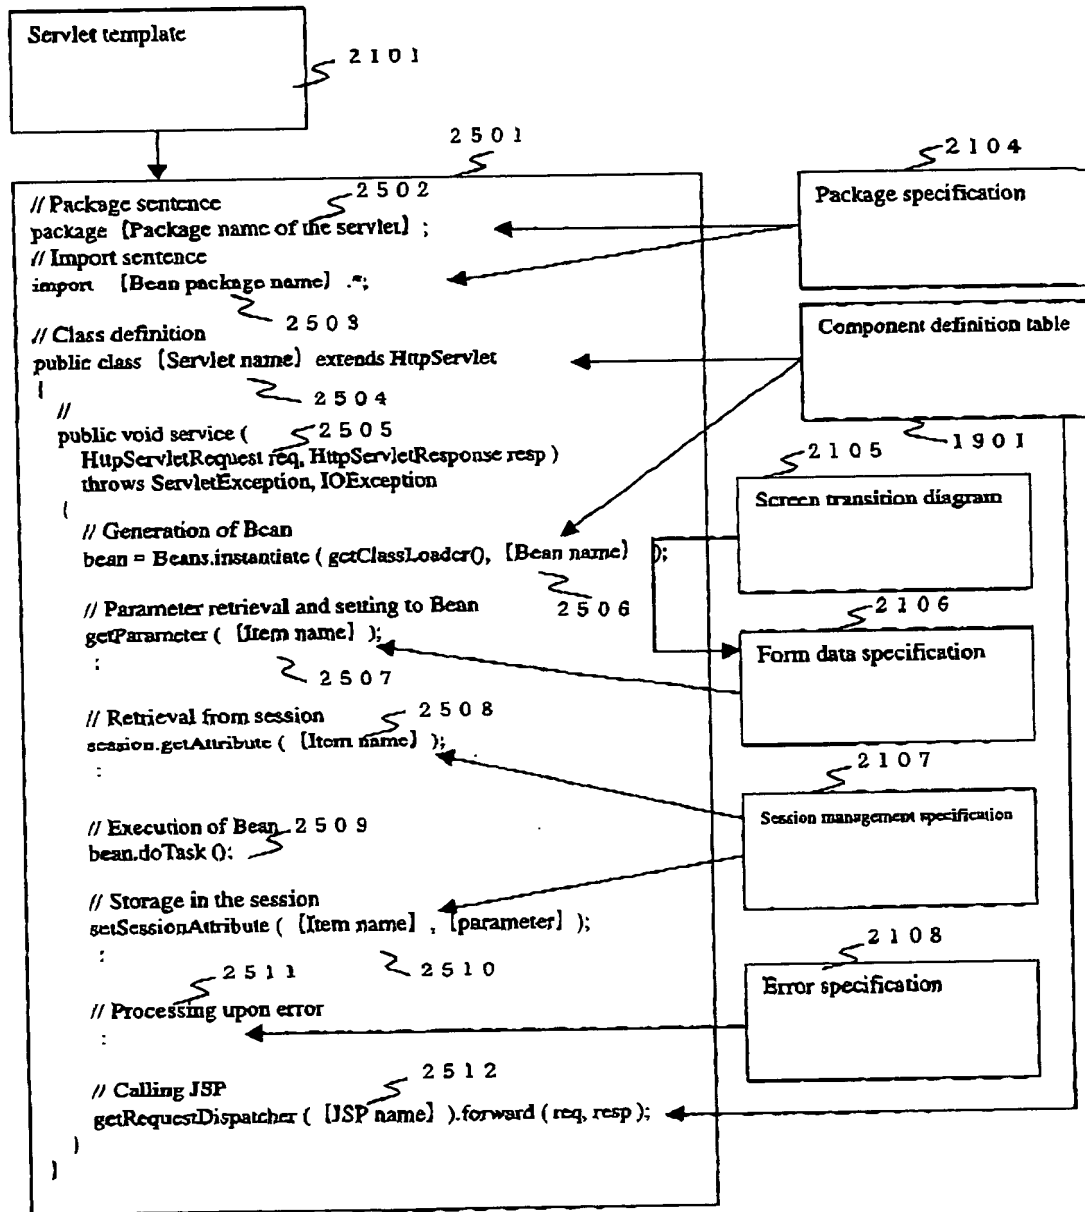 Servlet template
2101
2501
2104
// Package sentence
2502
Package specification
package [Package name of the servlet] ;
// Import sentence
import [Bean package name] .*;
2503
// Class definition
Component definition table
public class [Servlet name] extends HttpServlet
{
2504
//
public void service (
2505
1901
HttpServletRequest req, HttpServletResponse resp )
2105
throws ServletException, IOException
{
Screen transition diagram
// Generation of Bean
bean = Beans.instantiate ( getClassLoader(), [Bean name] );
2506
2106
// Parameter retrieval and setting to Bean
getParameter ( [Item name] );
Form data specification
:
2507
// Retrieval from session
2508
session.getAttribute ( [Item name] );
:
2107
Session management specification
// Execution of Bean
2509
bean.doTask ();
// Storage in the session
setSessionAttribute ( [Item name] , [parameter] );
:
2510
2108
2511
Error specification
// Processing upon error
:
2512
// Calling JSP
getRequestDispatcher ( [JSP name] ).forward ( req, resp );
}
}